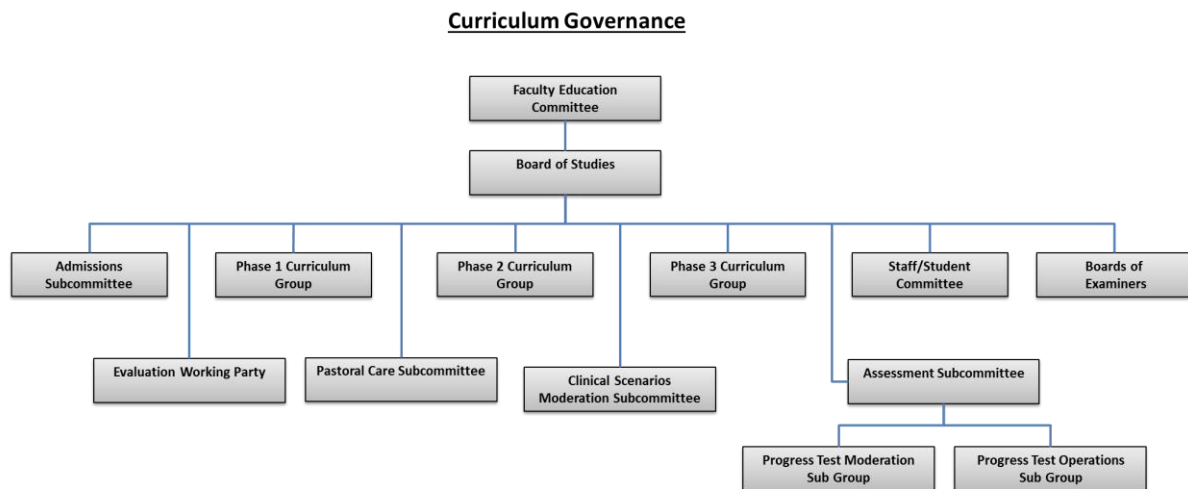 Curriculum Governance
Faculty Education
Committee
Board of Studies
Admissions
Subcommittee
Phase 1 Curriculum
Group
Phase 2 Curriculum
Group
Phase 3 Curriculum
Group
Staff/Student
Committee
Boards of
Examiners
Evaluation Working Party
Pastoral Care Subcommittee
Clinical Scenarios
Moderation Subcommittee
Assessment Subcommittee
Progress Test Moderation
Sub Group
Progress Test Operations
Sub Group